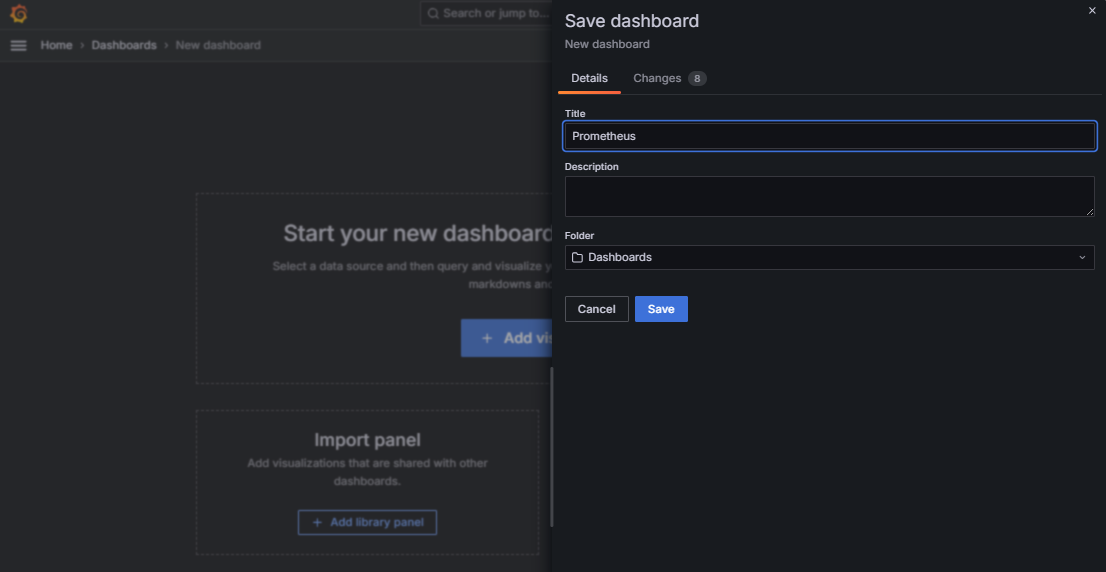 Search or jump to...
Home › Dashboards › New dashboard
Start your new dashboard
Select a data source and then query and visualize
markdowns and
+ Add
Import panel
Add visualizations that are shared with other
dashboards.
+ Add library panel
Save dashboard
New dashboard
Details
Changes 8
Title
Prometheus
Description
Folder
Dashboards
Cancel
Save